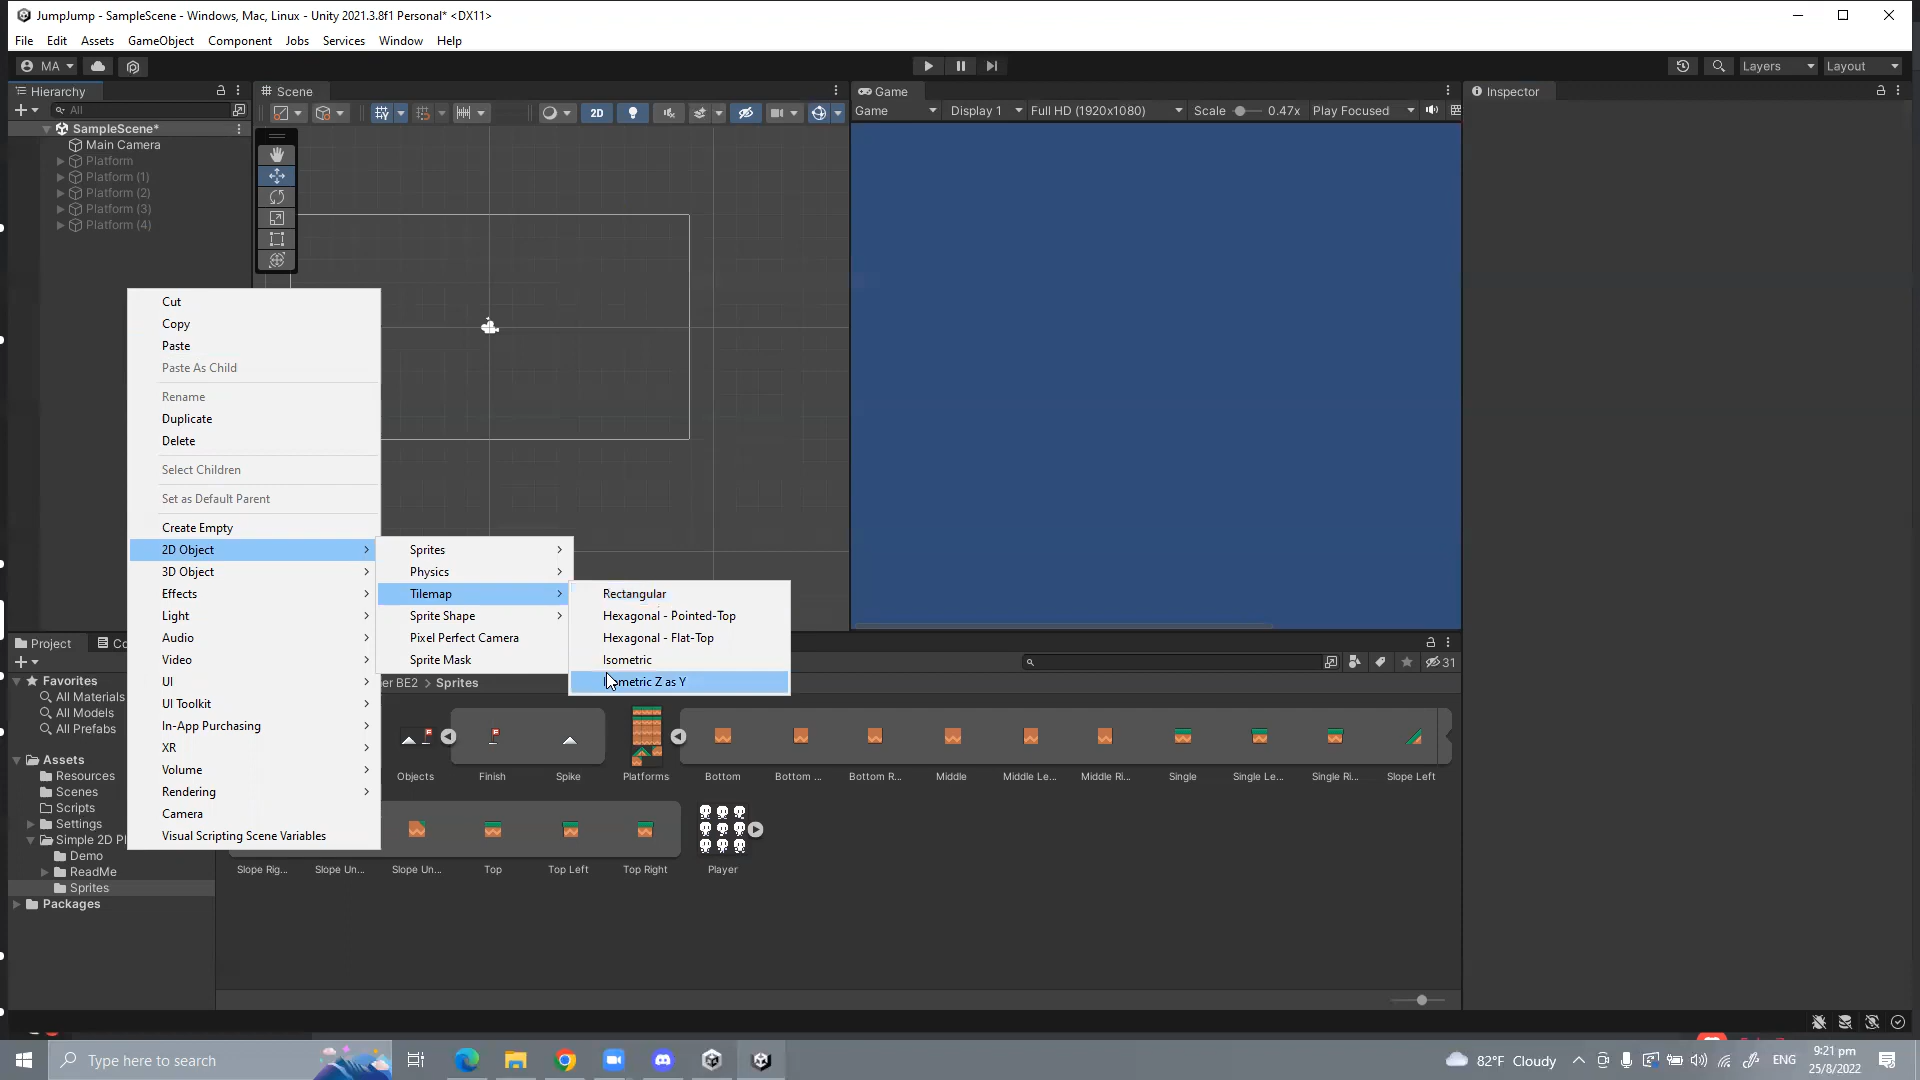 JumpJump - SampleScene - Windows, Mac, Linux - Unity 2021.3.8f1 Personal* <DX11>
File Edit Assets GameObject Component Jobs Services Window Help
MA Layers Layout
Hierarchy Scene Game Inspector
All 2D Game Display 1 Full HD (1920x1080) Scale 0.47x Play Focused
SampleScene*
Main Camera
Platform
Platform (1)
Platform (2)
Platform (3)
Platform (4)
Cut
Copy
Paste
Paste As Child
Rename
Duplicate
Delete
Select Children
Set as Default Parent
Create Empty
2D Object
3D Object
Effects
Light
Audio
Video
UI
UI Toolkit
In-App Purchasing
XR
Volume
Rendering
Camera
Visual Scripting Scene Variables
Sprites
Physics
Tilemap
Sprite Shape
Pixel Perfect Camera
Sprite Mask
Rectangular
Hexagonal - Pointed-Top
Hexagonal - Flat-Top
Isometric
metric Z as Y
Project Co
31
Favorites
All Materials
All Models
All Prefabs
Assets
Resources
Scenes
Scripts
Settings
Simple 2D Pl
Demo
ReadMe
Sprites
Packages
er BE2 > Sprites
Objects Finish Spike Platforms Bottom Bottom ... Bottom R... Middle Middle Le... Middle Ri... Single Single Le... Single Ri... Slope Left
Slope Rig... Slope Un... Slope Un... Top Top Left Top Right Player
Type here to search
82°F Cloudy
ENG
9:21 pm
25/8/2022